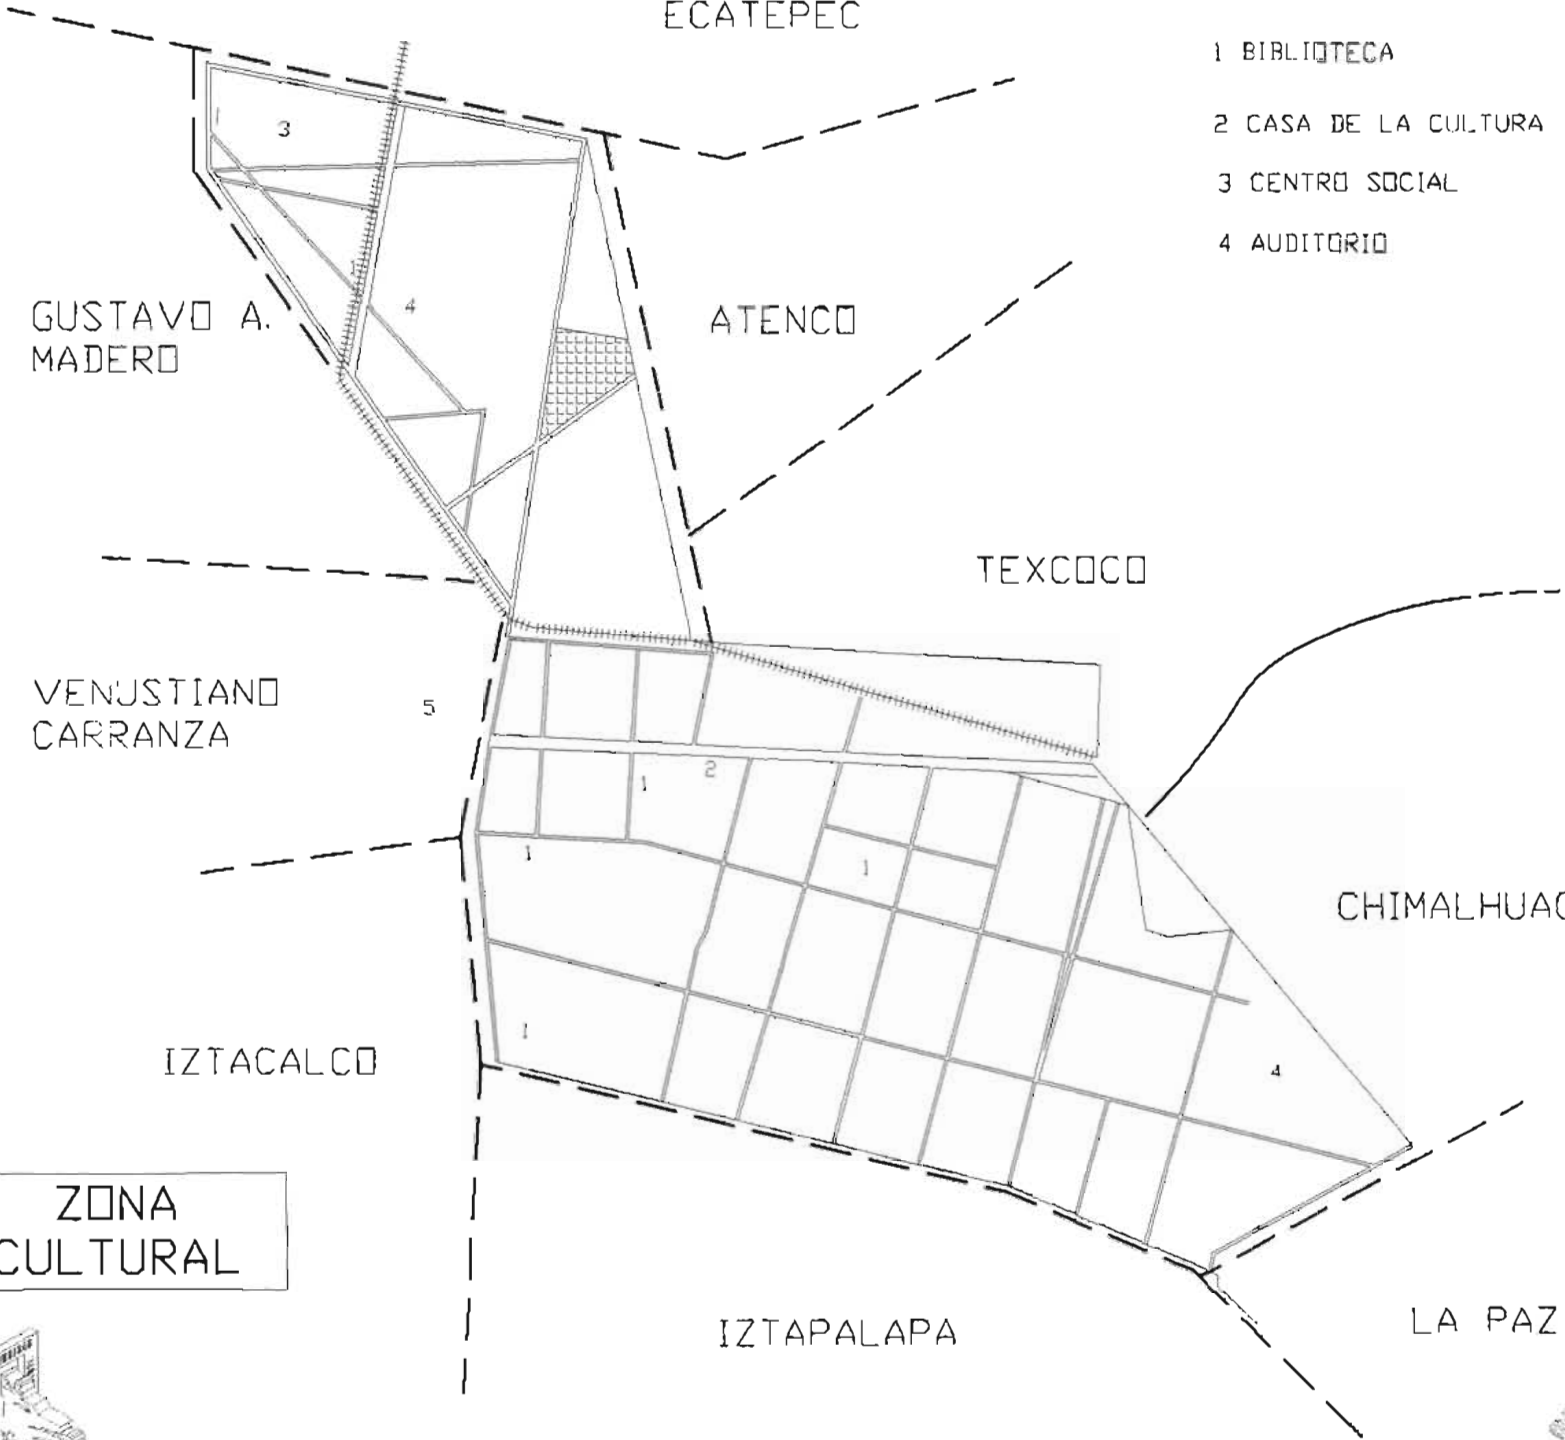 ECATEPEC
1 BIBLIOTECA
2 CASA DE LA CULTURA
3 CENTRO SOCIAL
4 AUDITORIO
3
1
4
GUSTAVO A.
MADERO
ATENCO
TEXCOCO
VENUSTIANO
CARRANZA
5
2
1
1
1
CHIMALHUAC
1
IZTACALCO
4
ZONA
CULTURAL
IZTAPALAPA
LA PAZ